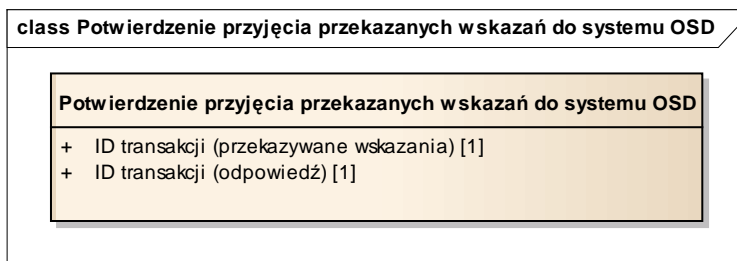 class Potwierdzenie przyjęcia przekazanych wskazań do systemu OSD
Potwierdzenie przyjęcia przekazanych wskazań do systemu OSD
+ ID transakcji (przekazywane wskazania) [1]
+ ID transakcji (odpowiedź) [1]